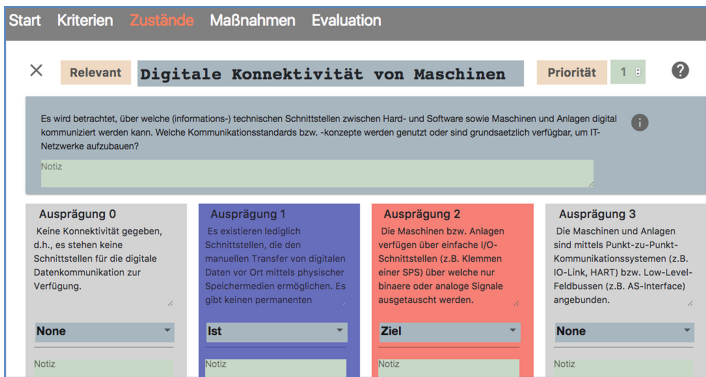 Start Kriterien Zustände Maßnahmen Evaluation
Relevant Digitale Konnektivität von Maschinen Priorität 1
Es wird betrachtet, über welche (informations-) technischen Schnittstellen zwischen Hard- und Software sowie Maschinen und Anlagen digital
kommuniziert werden kann. Welche Kommunikationsstandards bzw. -konzepte werden genutzt oder sind grundsaetzlich verfügbar, um IT-
Netzwerke aufzubauen?
Notiz
Ausprägung 0
Keine Konnektivität gegeben,
d.h., es stehen keine
Schnittstellen für die digitale
Datenkommunikation zur
Verfügung.
None
Notiz
Ausprägung 1
Es existieren lediglich
Schnittstellen, die den
manuellen Transfer von digitalen
Daten vor Ort mittels physischer
Speichermedien ermöglichen. Es
gibt keinen permanenten
Ist
Notiz
Ausprägung 2
Die Maschinen bzw. Anlagen
verfügen über einfache I/O-
Schnittstellen (z.B. Klemmen
einer SPS) über welche nur
binaere oder analoge Signale
ausgetauscht werden.
Ziel
Notiz
Ausprägung 3
Die Maschinen und Anlagen
sind mittels Punkt-zu-Punkt-
Kommunikationssystemen (z.B.
IO-Link, HART) bzw. Low-Level-
Feldbussen (z.B. AS-Interface)
angebunden.
None
Notiz